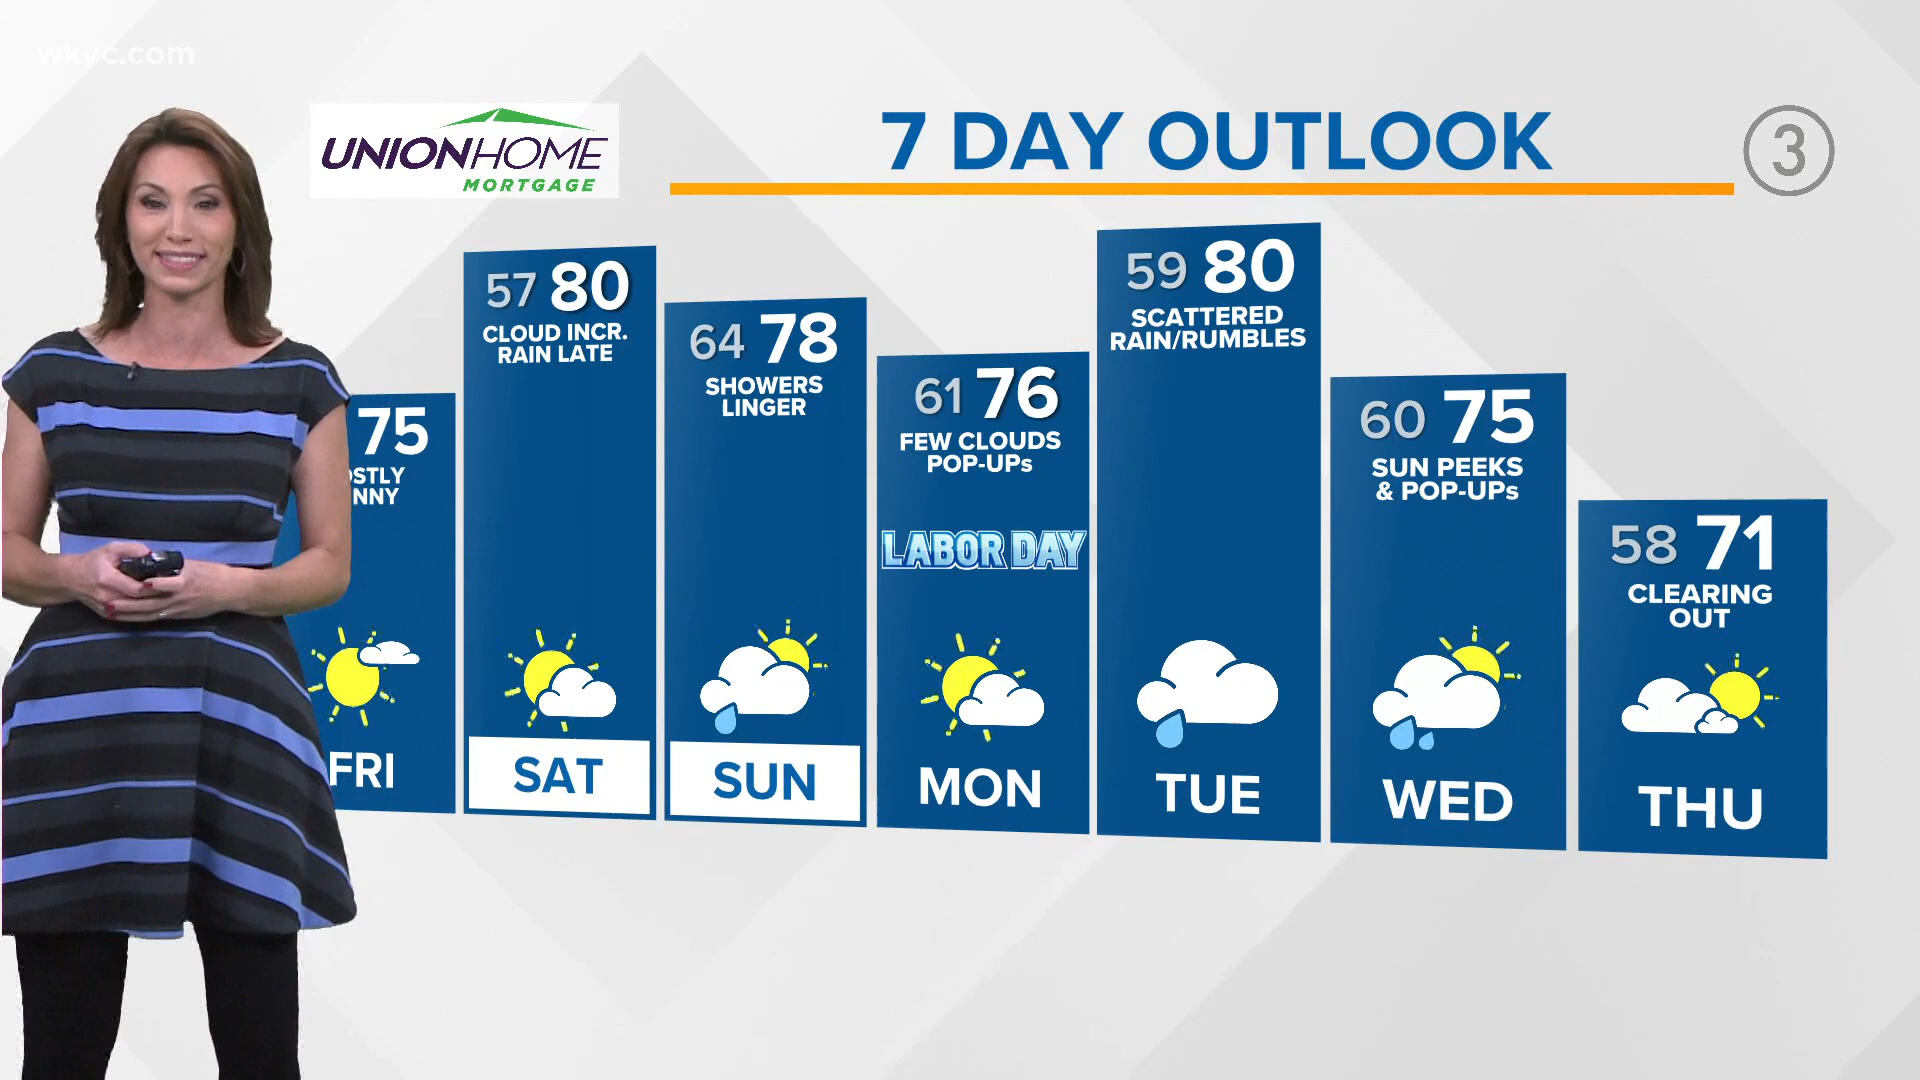 wkyc.com
UNIONHOME
MORTGAGE
7 DAY OUTLOOK
3
75
FRI
57 80
CLOUD INCR.
RAIN LATE
SAT
64 78
SHOWERS
LINGER
SUN
61 76
FEW CLOUDS
POP-UPs
LABOR DAY
MON
59 80
SCATTERED
RAIN/RUMBLES
TUE
60 75
SUN PEEKS
& POP-UPs
WED
58 71
CLEARING
OUT
THU